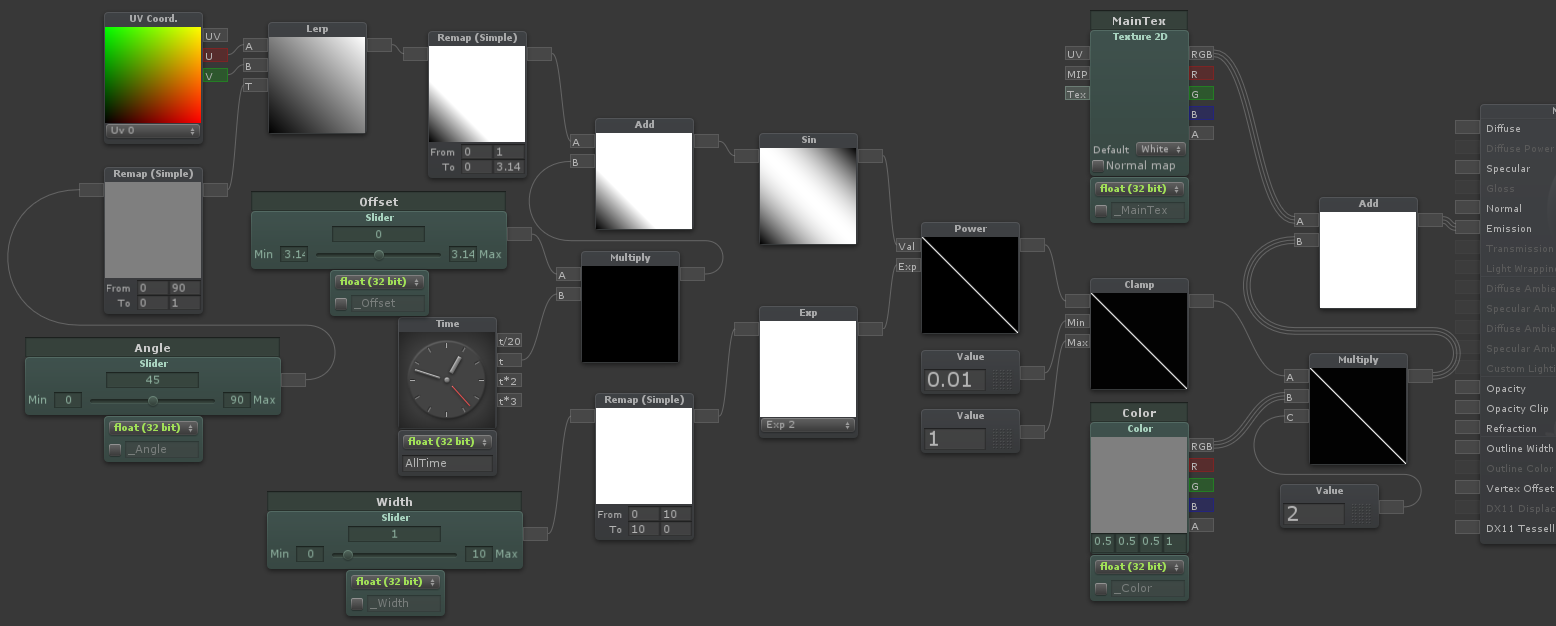 UV Coord.
UV
U
V
Uv 0
Lerp
A
B
T
Remap (Simple)
From 0 1
To 0 3.14
Remap (Simple)
From 0 90
To 0 1
Angle
Slider
45
Min 0 90 Max
float (32 bit)
_Angle
Offset
Slider
0
Min 3.14 3.14 Max
float (32 bit)
_Offset
Time
t/20
t
t*2
t*3
float (32 bit)
AllTime
Width
Slider
1
Min 0 10 Max
float (32 bit)
_Width
Add
A
B
Multiply
A
B
Remap (Simple)
From 0 10
To 10 0
Sin
Exp
Exp 2
Power
Val
Exp
Value
0.01
Value
1
MainTex
Texture 2D
UV
MIP
Tex
RGB
R
G
B
A
Default White
Normal map
float (32 bit)
_MainTex
Clamp
Min
Max
Color
Color
RGB
R
G
B
A
0.5 0.5 0.5 1
float (32 bit)
_Color
Add
A
B
Multiply
A
B
C
Value
2
Diffuse
Diffuse Power
Specular
Gloss
Normal
Emission
Transmission
Light Wrapping
Diffuse Ambie
Specular Amb
Diffuse Ambie
Specular Amb
Custom Lighti
Opacity
Opacity Clip
Refraction
Outline Width
Outline Color
Vertex Offset
DX11 Displac
DX11 Tessell